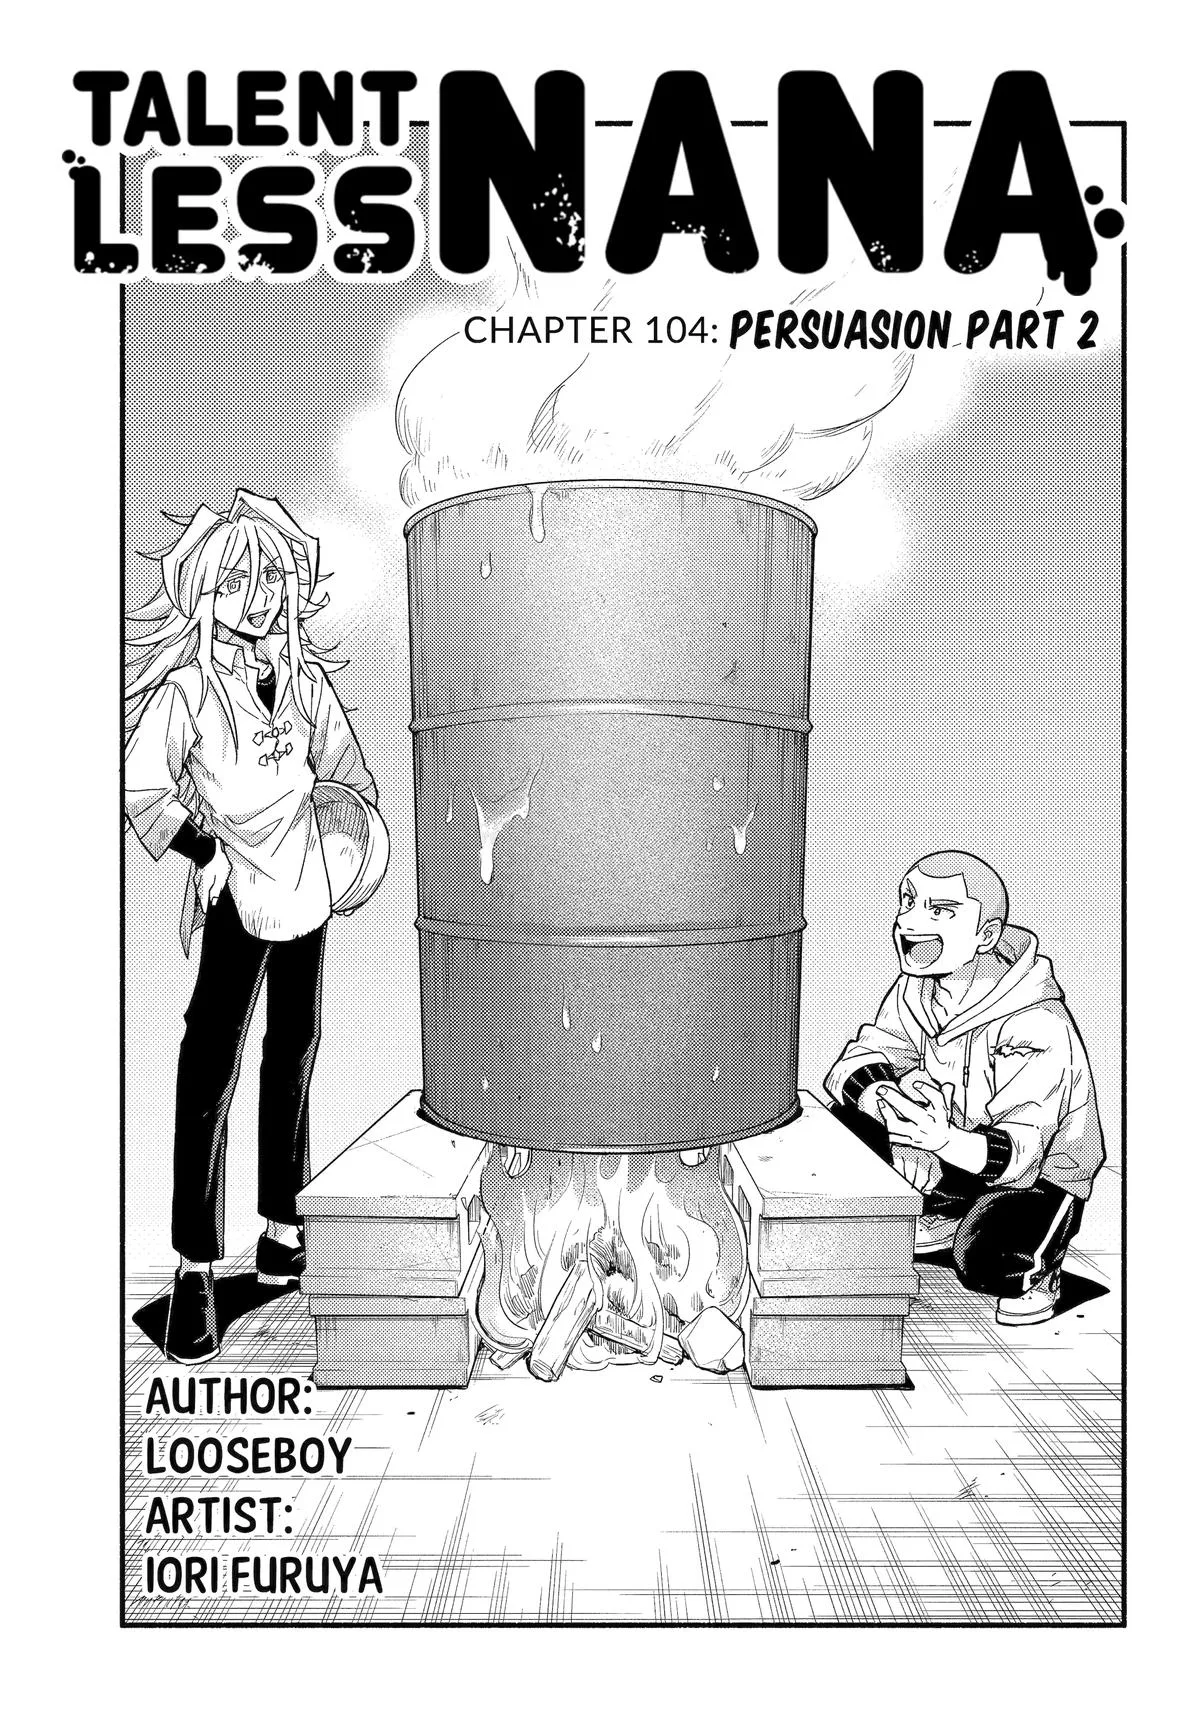 TALENT
LESS NANA
CHAPTER 104: PERSUASION PART 2
AUTHOR:
LOOSEBOY
ARTIST:
IORI FURUYA